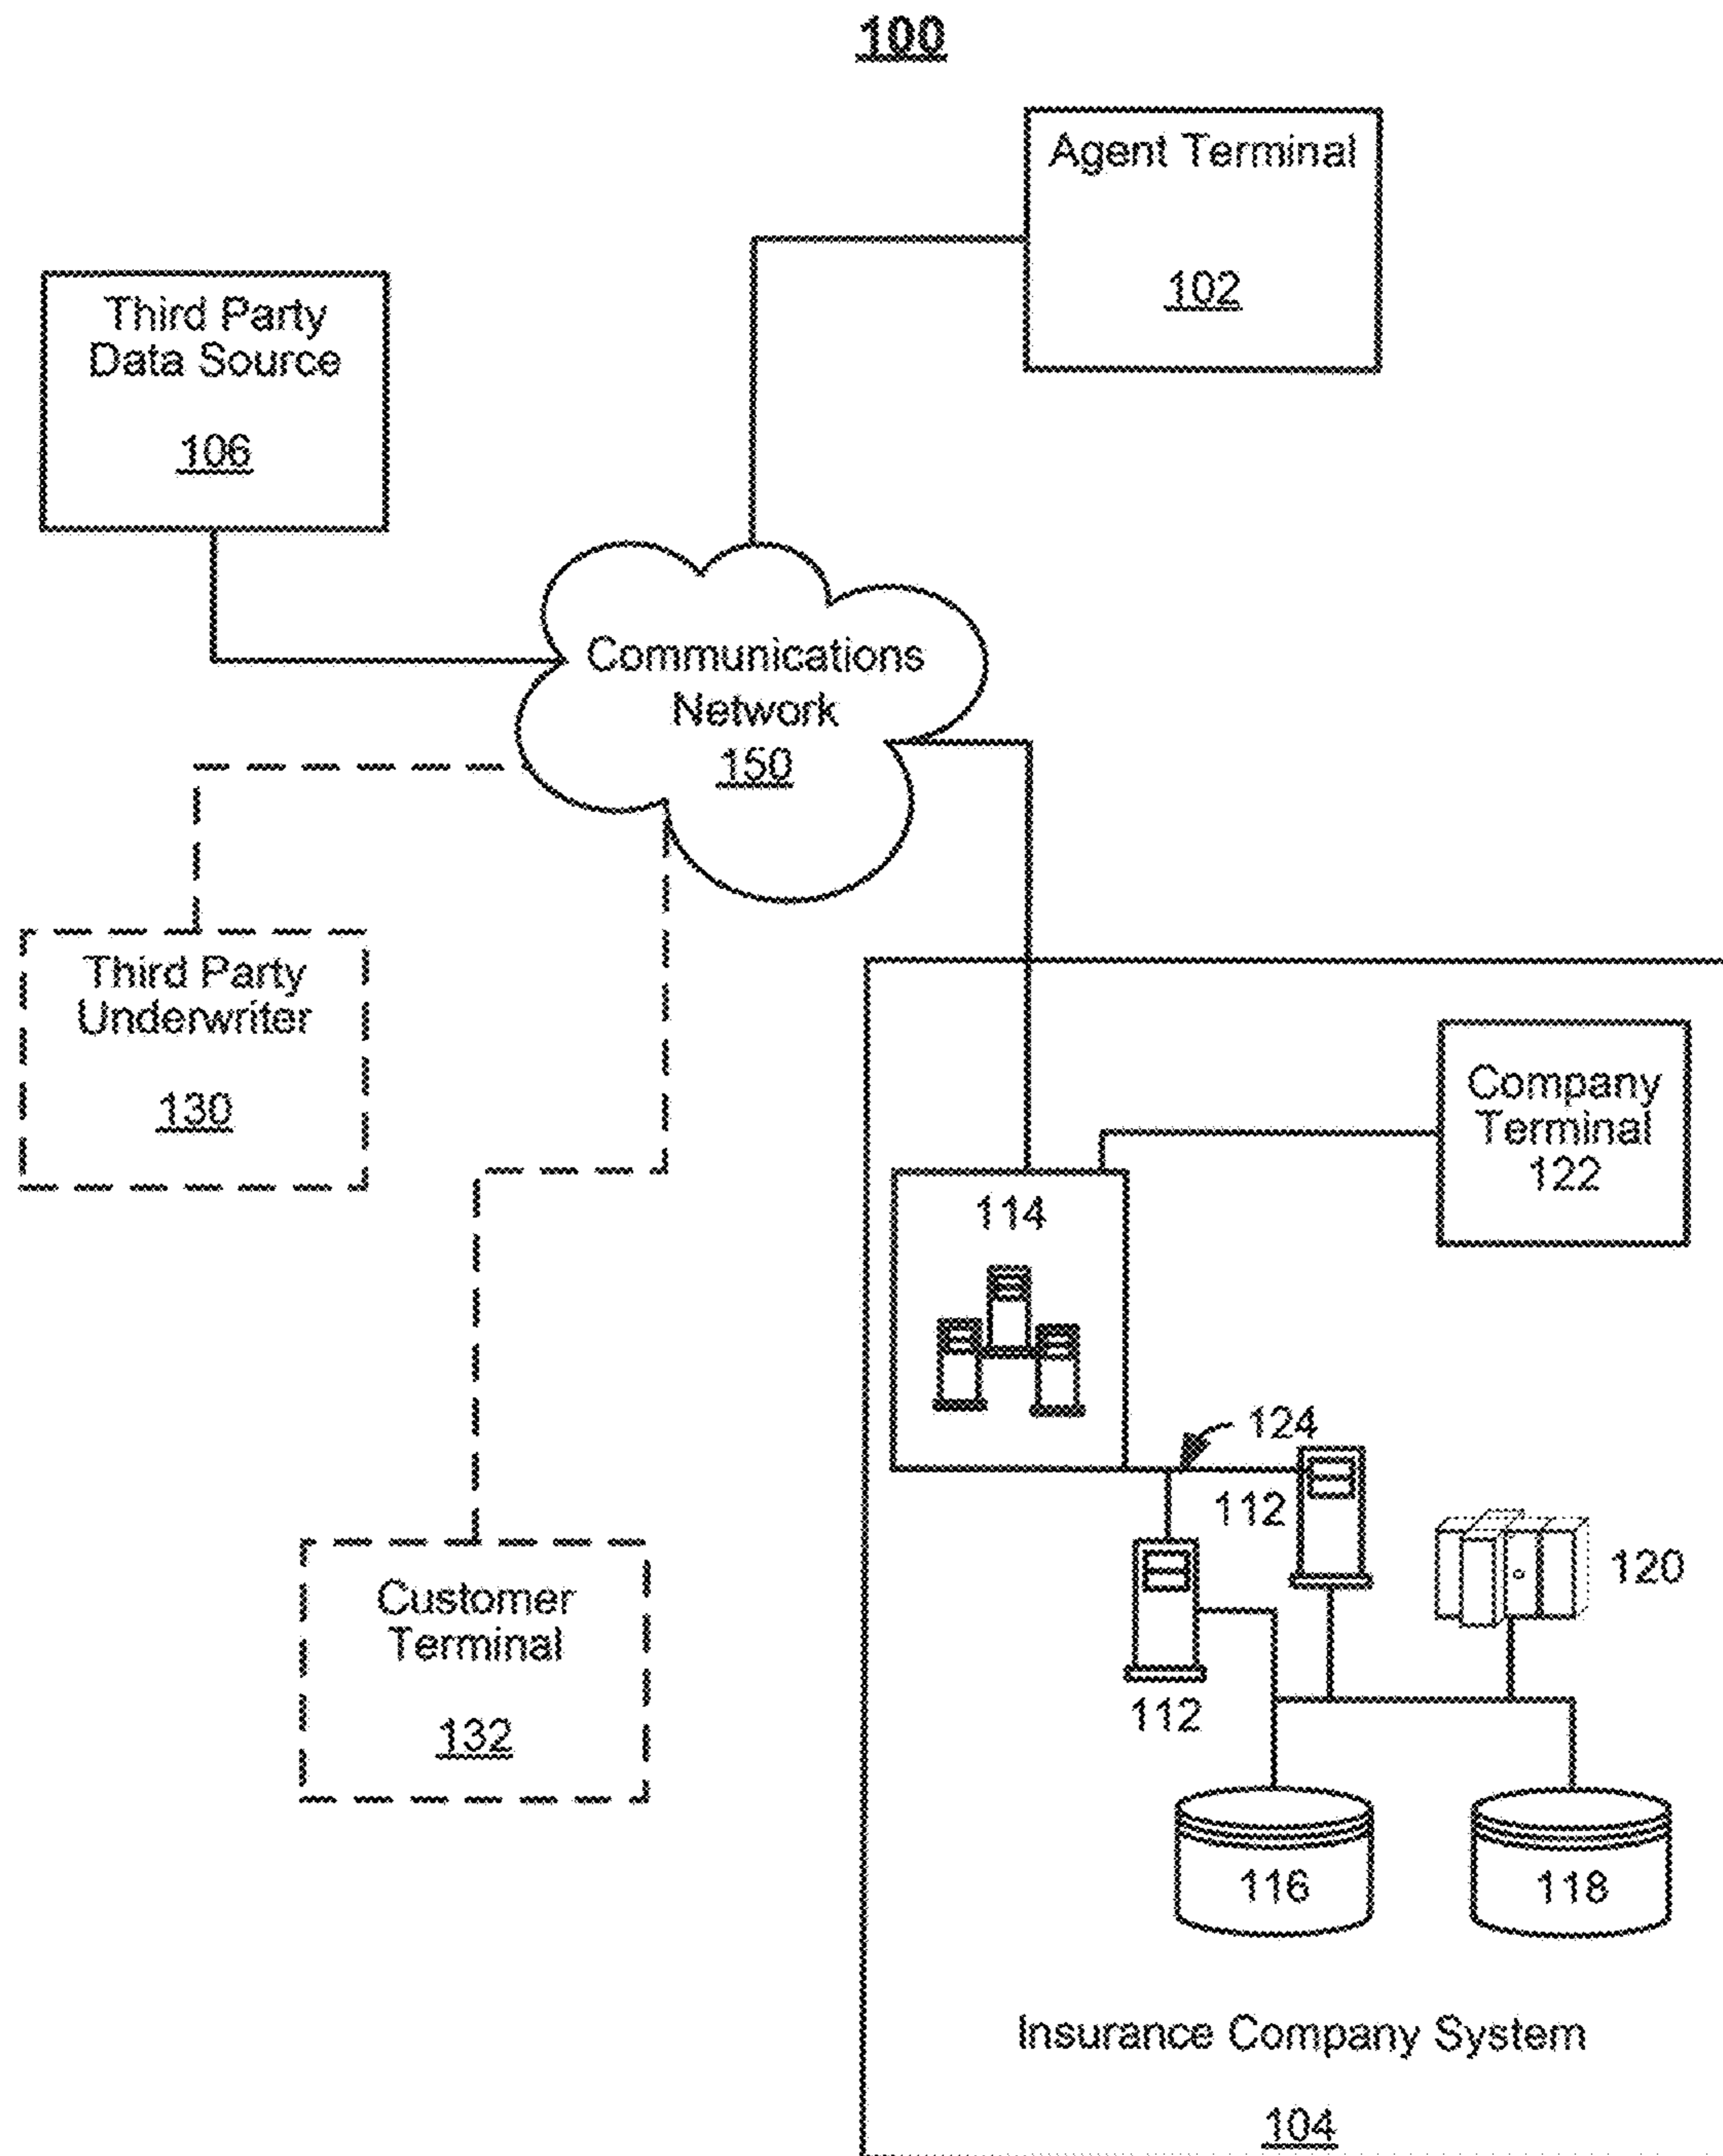 100
Agent Terminal
102
Third Party
Data Source
106
Communications
Network
150
Third Party
Underwriter
130
Company
Terminal
122
114
124
112
120
112
Customer
Terminal
132
116
118
Insurance Company System
104